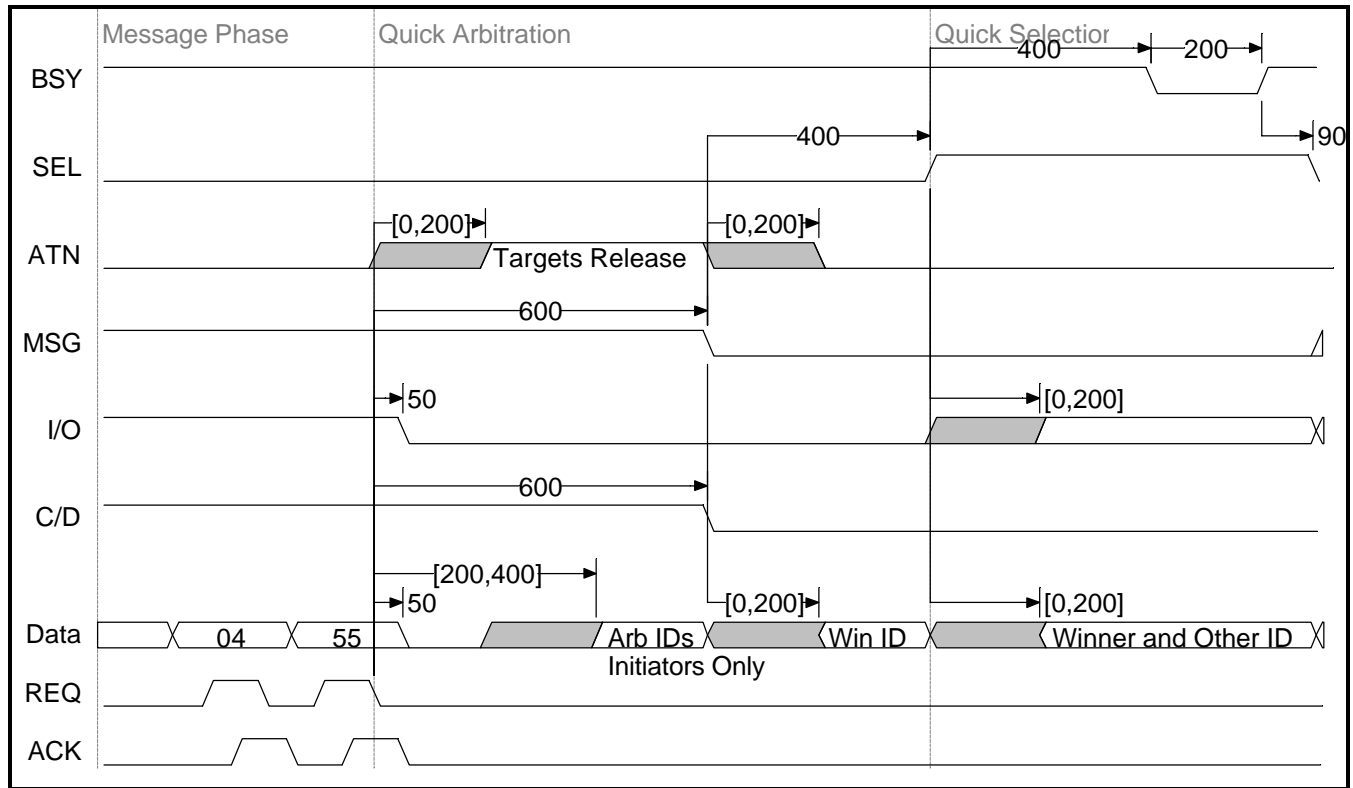 Message Phase
Quick Arbitration
Quick Selection
400
200
BSY
400
90
SEL
[0,200]
[0,200]
ATN
Targets Release
600
MSG
50
[0,200]
I/O
600
C/D
[200,400]
50
[0,200]
[0,200]
Data
04
55
Arb IDs
Win ID
Winner and Other ID
Initiators Only
REQ
ACK